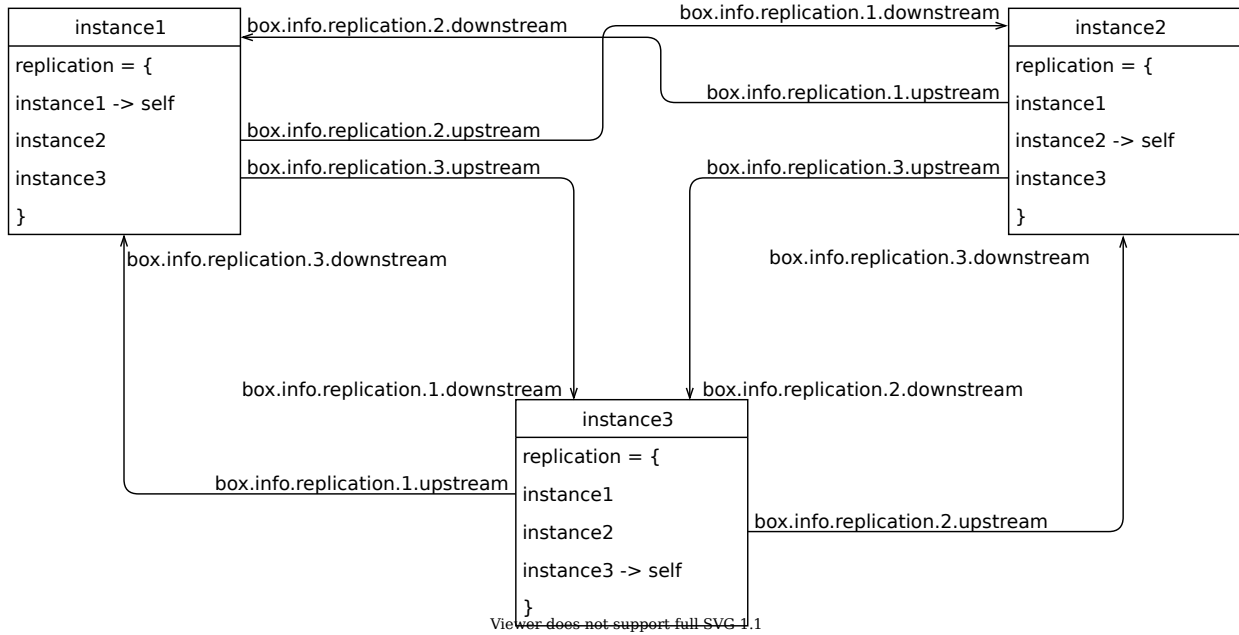 instance1
replication = {
instance1 -> self
instance2
instance3
}
box.info.replication.2.downstream
box.info.replication.2.upstream
box.info.replication.3.upstream
box.info.replication.3.downstream
box.info.replication.1.downstream
box.info.replication.1.upstream
box.info.replication.3.upstream
box.info.replication.3.downstream
instance2
replication = {
instance1
instance2 -> self
instance3
}
box.info.replication.1.downstream
box.info.replication.2.downstream
box.info.replication.1.upstream
box.info.replication.2.upstream
instance3
replication = {
instance1
instance2
instance3 -> self
}
Viewer does not support full SVG 1.1